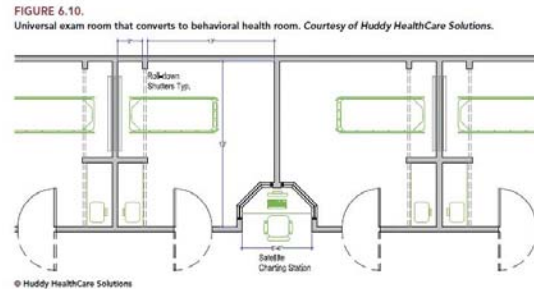 FIGURE 6.10.
Universal exam room that converts to behavioral health room. Courtesy of Huddy HealthCare Solutions.
Roll-down
Shutters Typ.
Satellite
Charting Station
© Huddy HealthCare Solutions